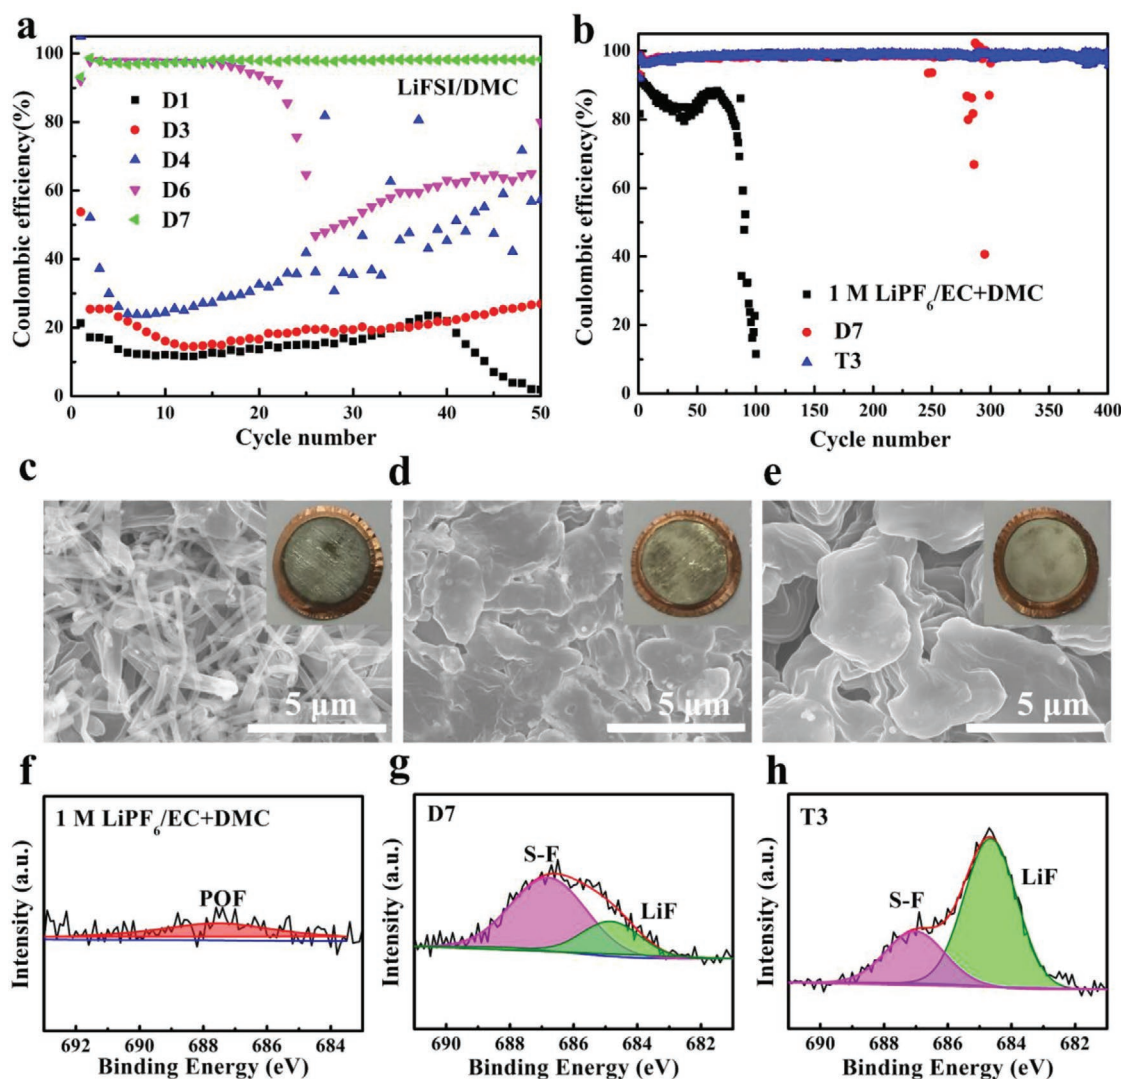 a
Coulombic efficiency(%)
100
80
60
40
20
0
LiFSI/DMC
D1
D3
D4
D6
D7
0 10 20 30 40 50
Cycle number
b
Coulombic efficiency(%)
100
80
60
40
20
0
1 M LiPF6/EC+DMC
D7
T3
0 50 100 150 200 250 300 350 400
Cycle number
c
5 μm
d
5 μm
e
5 μm
f
Intensity (a.u.)
1 M LiPF6/EC+DMC
POF
692 690 688 686 684
Binding Energy (eV)
g
Intensity (a.u.)
D7
S-F
LiF
690 688 686 684 682
Binding Energy (eV)
h
Intensity (a.u.)
T3
S-F
LiF
690 688 686 684 682
Binding Energy (eV)